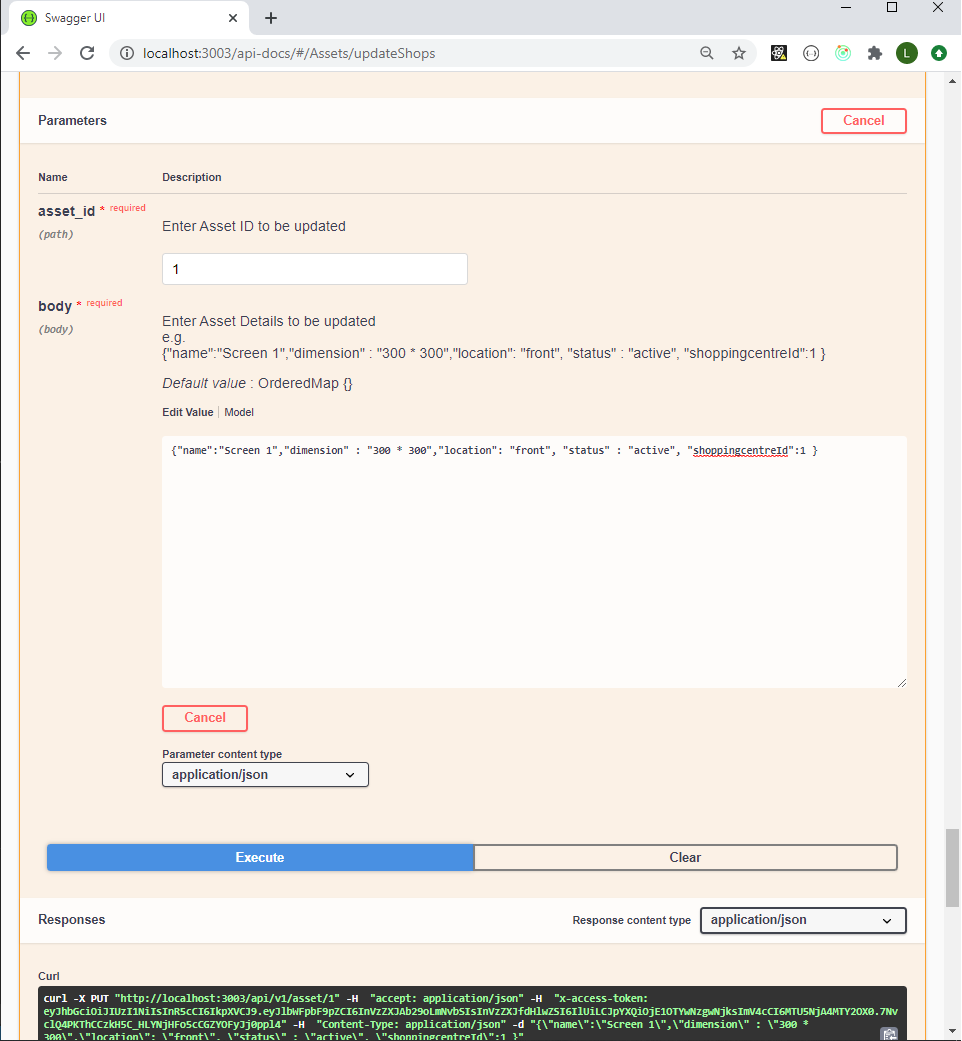 Swagger UI
localhost:3003/api-docs/#/Assets/updateShops
L
Parameters
Cancel
Name
Description
asset_id * required
(path)
Enter Asset ID to be updated
1
body * required
(body)
Enter Asset Details to be updated
e.g.
{"name":"Screen 1","dimension" : "300 * 300","location": "front", "status" : "active", "shoppingcentreId":1 }
Default value : OrderedMap {}
Edit Value
Model
{"name":"Screen 1","dimension" : "300 * 300","location": "front", "status" : "active", "shoppingcentreId":1 }
Cancel
Parameter content type
application/json
Execute
Clear
Responses
Response content type
application/json
Curl
curl -X PUT "http://localhost:3003/api/v1/asset/1" -H  "accept: application/json" -H  "x-access-token:
-H  "Content-Type: application/json" -d "{\"name\":\"Screen 1\",\"dimension\" : \"300 *
300\",\"location\": \"front\", \"status\" : \"active\", \"shoppingcentreId\":1 }"